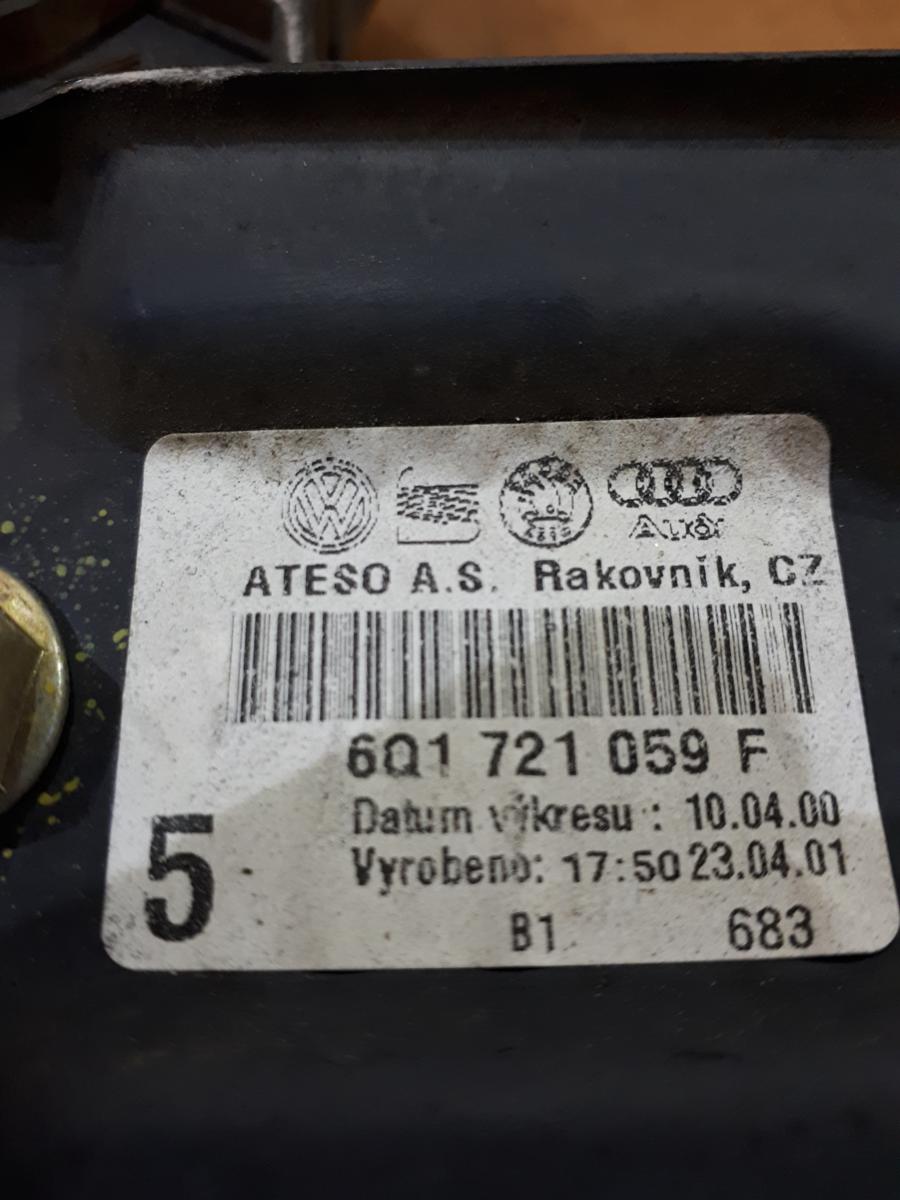 Audi
ATESO A.S. Rakovník, CZ
6Q1 721 059 F
5
Datum výkresu : 10.04.00
Vyrobeno: 17:50 23.04.01
B1 683